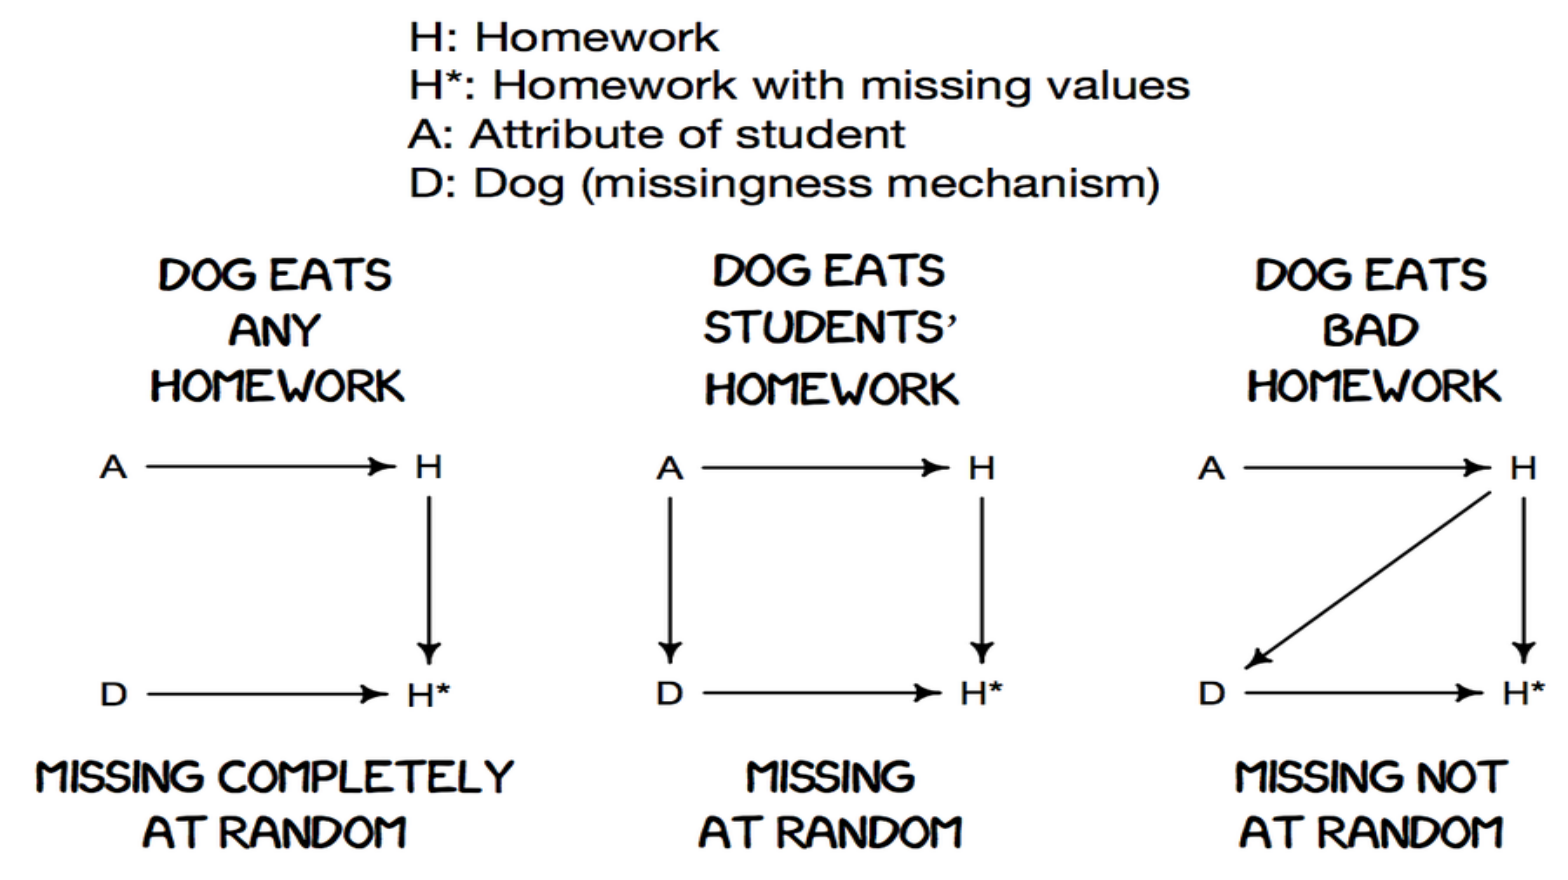 H: Homework
H*: Homework with missing values
A: Attribute of student
D: Dog (missingness mechanism)
DOG EATS
ANY
HOMEWORK
A
H
D
H*
MISSING COMPLETELY
AT RANDOM
DOG EATS
STUDENTS’
HOMEWORK
A
H
D
H*
MISSING
AT RANDOM
DOG EATS
BAD
HOMEWORK
A
H
D
H*
MISSING NOT
AT RANDOM